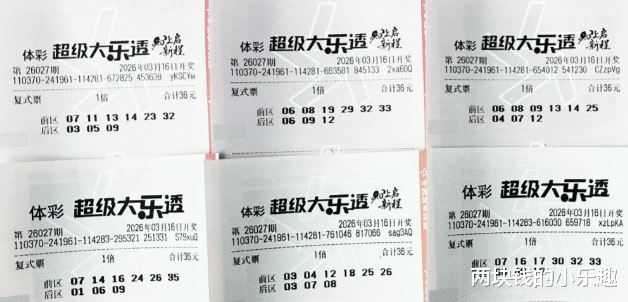 体彩 超级大乐透
第 26027期 2026年03月16日开奖
110370-241961-114281-672825 453638 yKSCYw
复式票 1倍 合计36元
前区 07 11 13 14 23 32
后区 03 05 09
体彩 超级大乐透
第 26027期 2026年03月16日开奖
110370-241961-114281-663581 845133 2xa6DQ
复式票 1倍 合计36元
前区 06 08 19 29 32 33
后区 06 09 12
体彩 超级大乐透
第 26027期 2026年03月16日开奖
110370-241961-114281-654012 541230 CZzpVg
复式票 1倍 合计36元
前区 06 08 09 13 14 25
后区 04 07 12
体彩 超级大乐透
第 26027期 2026年03月16日开奖
110370-241961-114283-295321 251331 S79xuQ
复式票 1倍 合计36元
前区 07 14 16 24 26 35
后区 01 06 09
体彩 超级大乐透
第 26027期 2026年03月16日开奖
110370-241961-114281-761046 817066 sag3AQ
复式票 1倍 合计36元
前区 03 04 12 18 25 26
后区 03 07 08
体彩 超级大乐透
第 26027期 2026年03月16日开奖
110370-241961-114283-616030 659718 xzLpKA
复式票 1倍 合计36元
07 16 17 30 32 33
两块钱的小乐趣